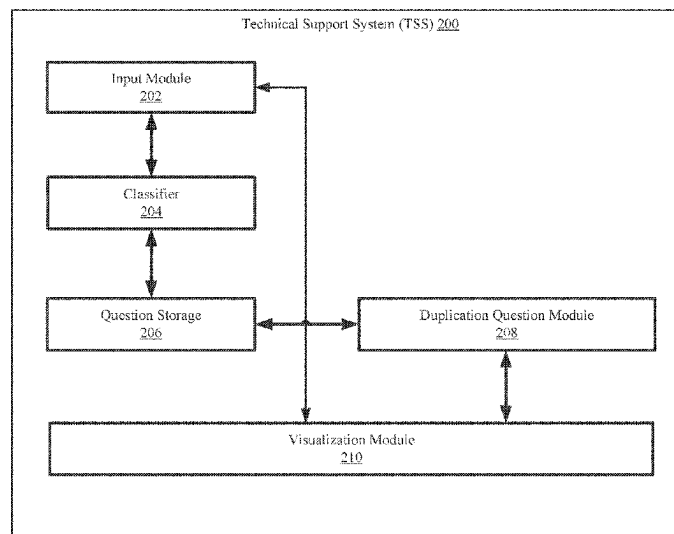 Technical Support System (TSS) 200
Input Module
202
Classifier
204
Question Storage
206
Duplication Question Module
208
Visualization Module
210